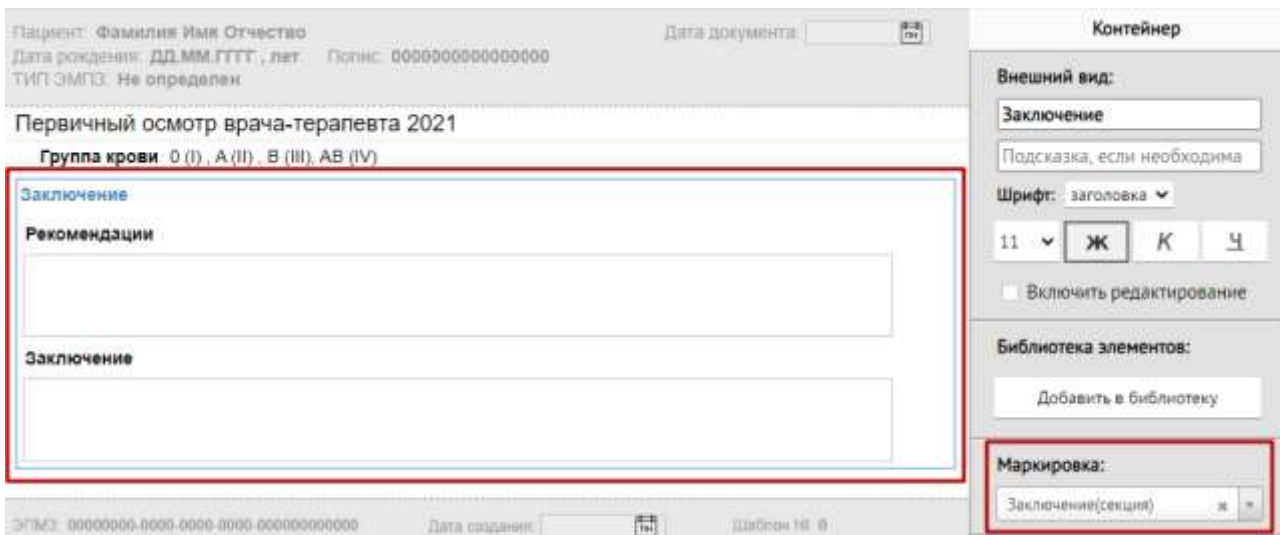 Пациент: Фамилия Имя Отчество
Дата документа:
Дата рождения: ДД.ММ.ГГГГ , лет Полис: 0000000000000000
ТИП ЭМПЗ: Не определен
Первичный осмотр врача-терапевта 2021
Группа крови 0 (I) , A (II) , B (III), AB (IV)
Заключение
Рекомендации
Заключение
ЭПМЗ: 00000000-0000-0000-0000-000000000000 Дата создания: Шаблон №: 0
Контейнер
Внешний вид:
Заключение
Подсказка, если необходима
Шрифт: заголовка
11 Ж К Ч
Включить редактирование
Библиотека элементов:
Добавить в библиотеку
Маркировка:
Заключение(секция)